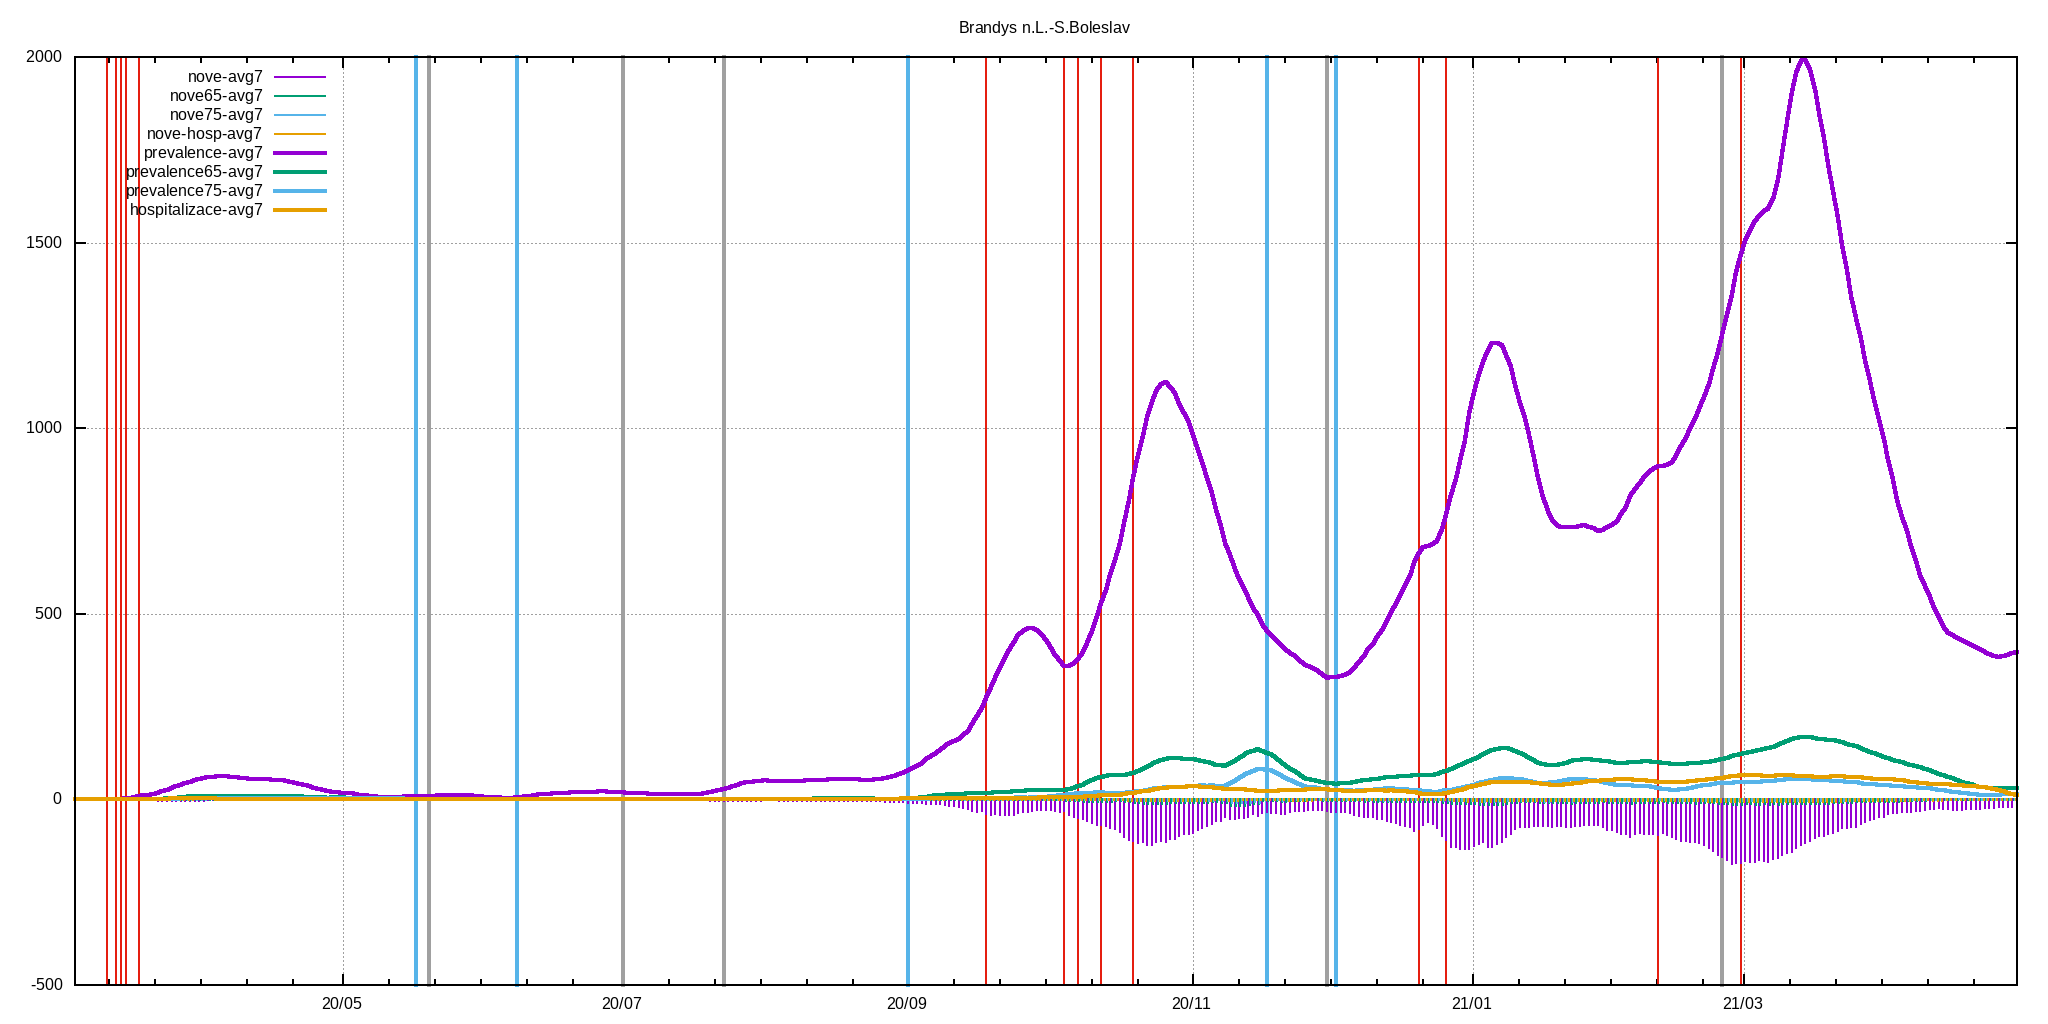 Brandys n.L.-S.Boleslav
2000
1500
1000
500
0
-500
nove-avg7
nove65-avg7
nove75-avg7
nove-hosp-avg7
prevalence-avg7
prevalence65-avg7
prevalence75-avg7
hospitalizace-avg7
20/05
20/07
20/09
20/11
21/01
21/03